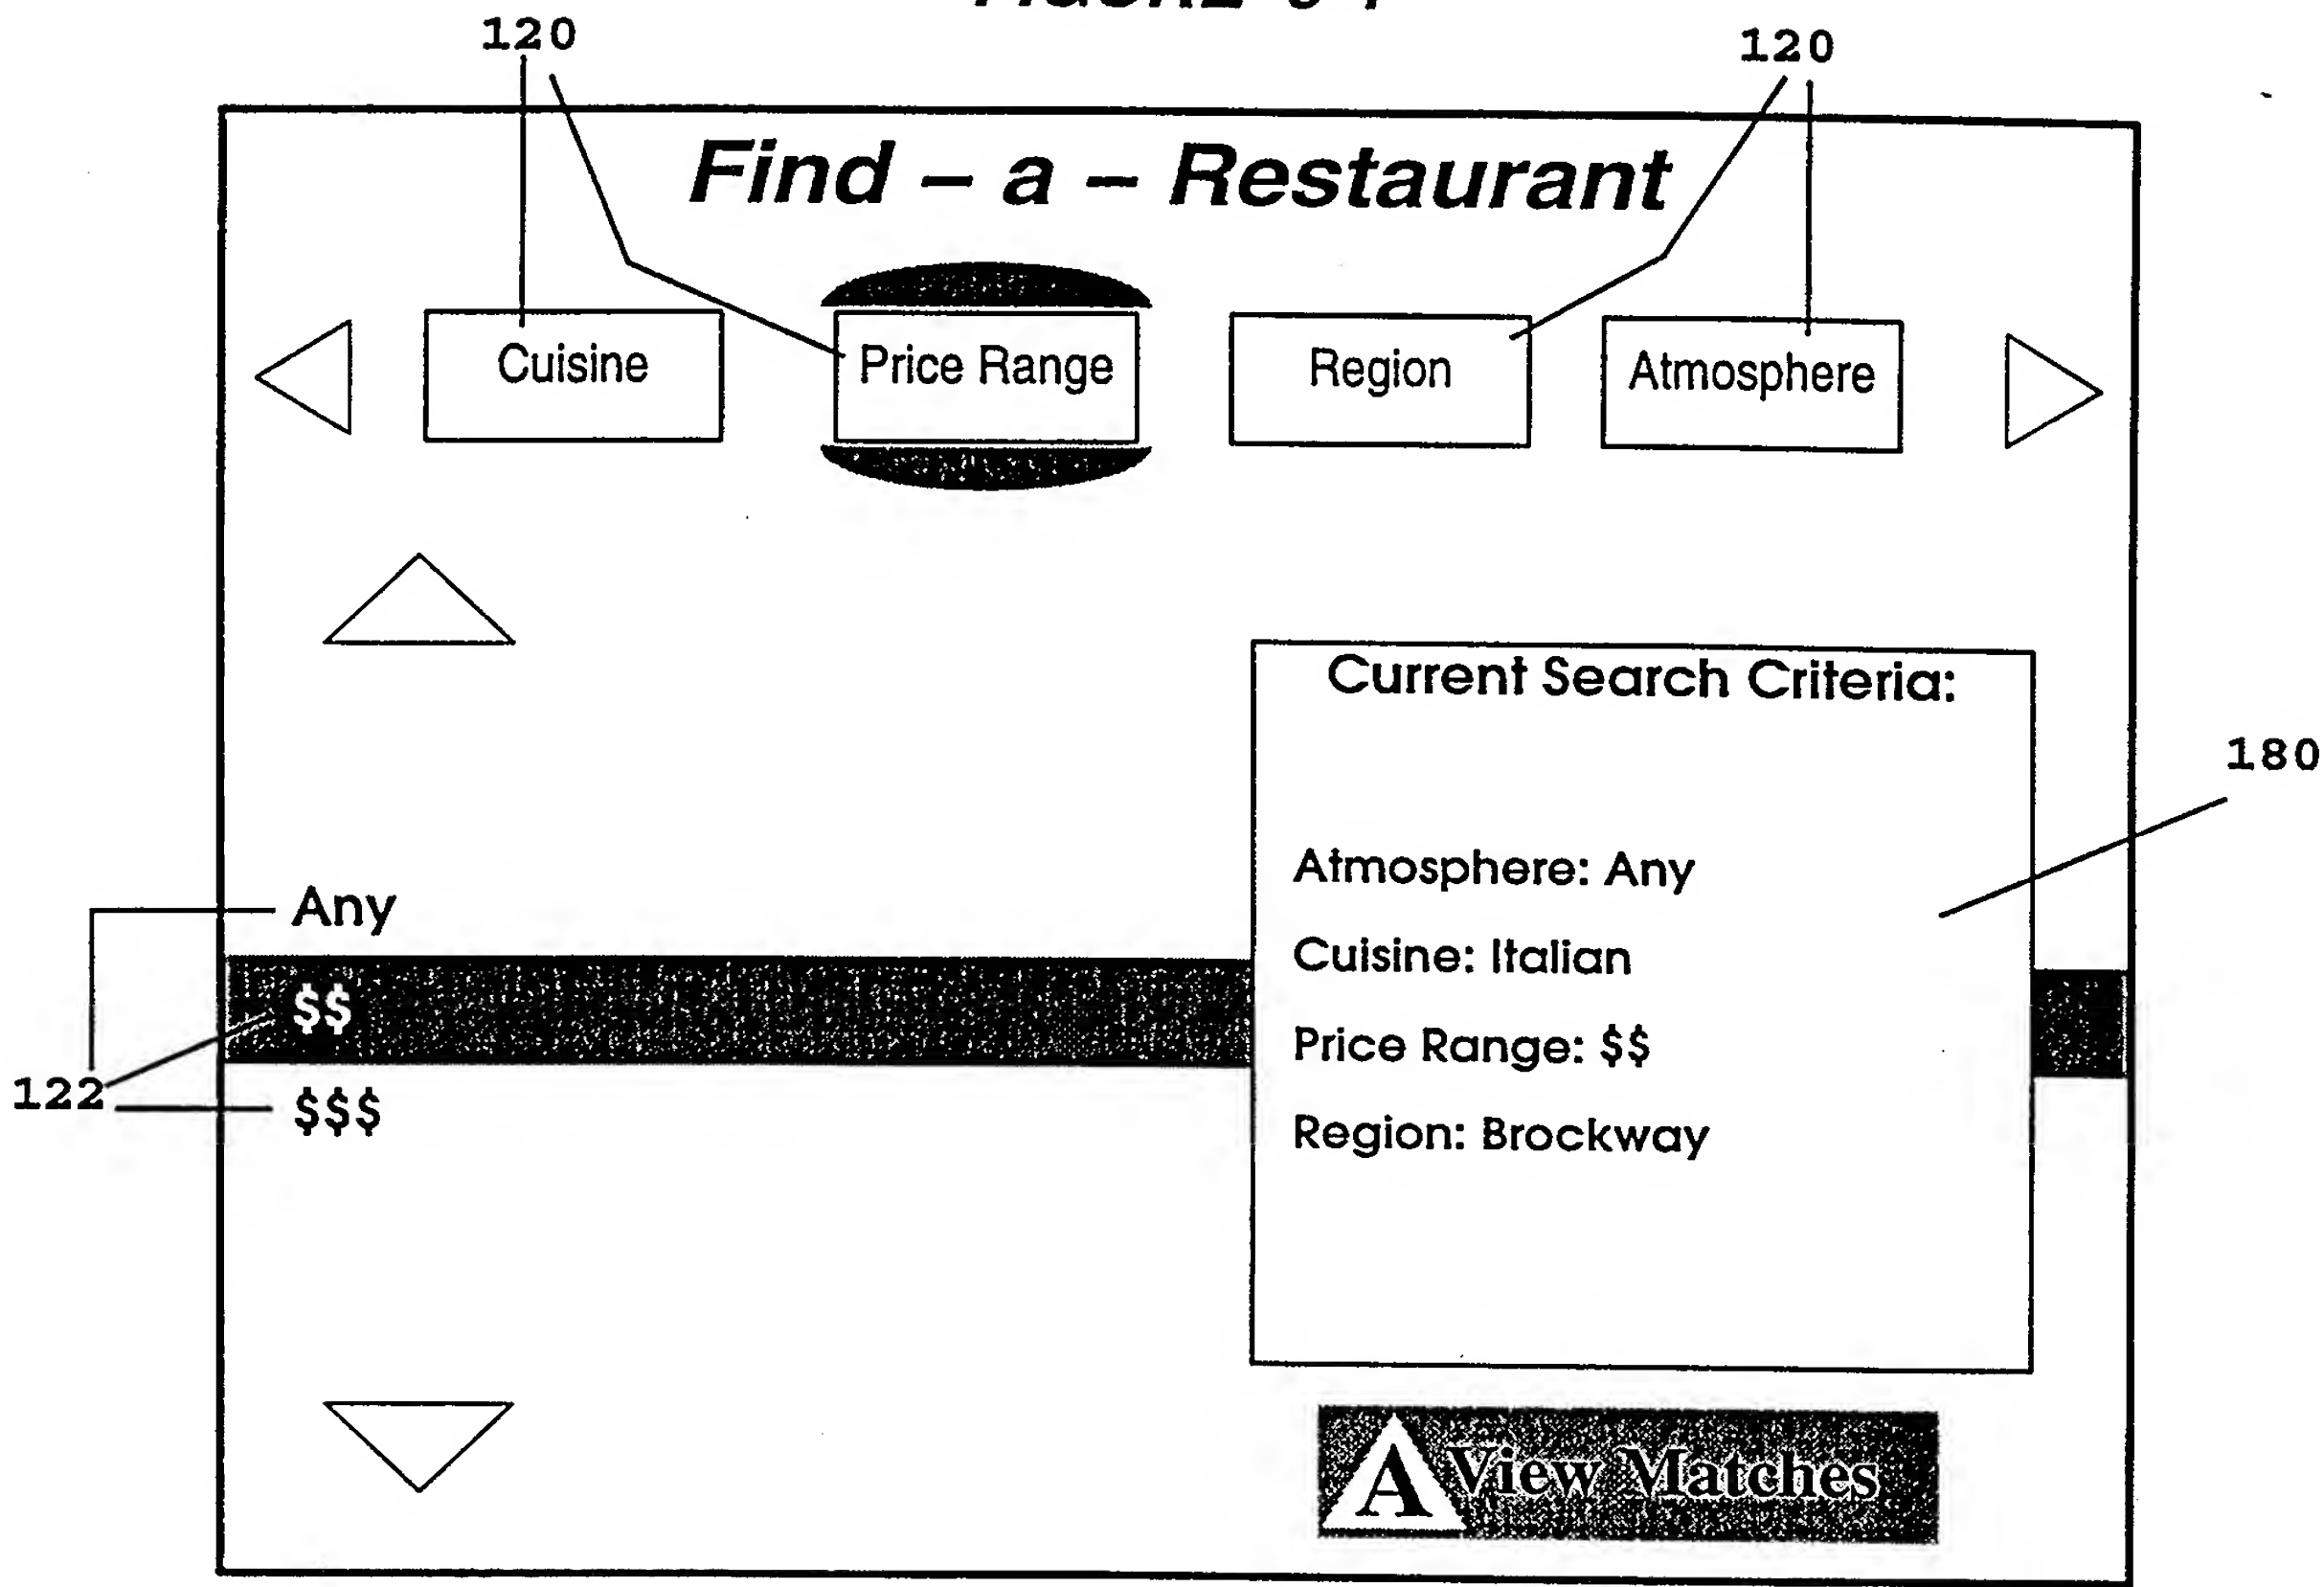 120 120
Find – a – Restaurant
Cuisine Price Range Region Atmosphere
Current Search Criteria:
180
Atmosphere: Any
Any
Cuisine: Italian
$$
Price Range: $$
122
$$$
Region: Brockway
A View Matches